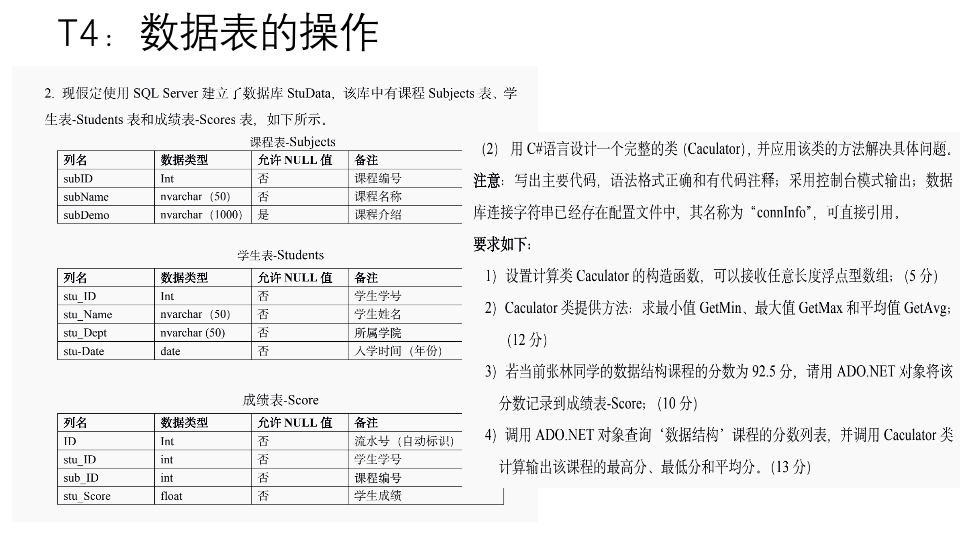 T4：数据表的操作
2. 现假定使用 SQL Server 建立了数据库 StuData，该库中有课程 Subjects 表、学
生表-Students 表和成绩表-Scores 表，如下所示。
课程表-Subjects
列名 数据类型 允许 NULL 值 备注
subID Int 否 课程编号
subName nvarchar（50） 否 课程名称
subDemo nvarchar（1000） 是 课程介绍
学生表-Students
列名 数据类型 允许 NULL 值 备注
stu_ID Int 否 学生学号
stu_Name nvarchar（50） 否 学生姓名
stu_Dept nvarchar (50) 否 所属学院
stu-Date date 否 入学时间（年份）
成绩表-Score
列名 数据类型 允许 NULL 值 备注
ID Int 否 流水号（自动标识）
stu_ID int 否 学生学号
sub_ID int 否 课程编号
stu_Score float 否 学生成绩
（2） 用 C#语言设计一个完整的类（Caculator），并应用该类的方法解决具体问题。
注意：写出主要代码，语法格式正确和有代码注释；采用控制台模式输出；数据
库连接字符串已经存在配置文件中，其名称为“connInfo”，可直接引用。
要求如下：
1）设置计算类 Caculator 的构造函数，可以接收任意长度浮点型数组；（5 分）
2）Caculator 类提供方法：求最小值 GetMin、最大值 GetMax 和平均值 GetAvg；
（12 分）
3）若当前张林同学的数据结构课程的分数为 92.5 分，请用 ADO.NET 对象将该
分数记录到成绩表-Score；（10 分）
4）调用 ADO.NET 对象查询‘数据结构’课程的分数列表，并调用 Caculator 类
计算输出该课程的最高分、最低分和平均分。（13 分）